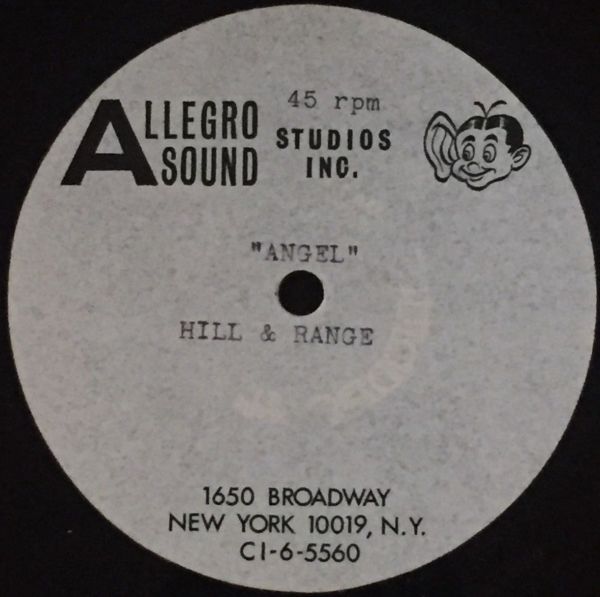 45 rpm
ALLEGRO STUDIOS
SOUND INC.
"ANGEL"
HILL & RANGE
1650 BROADWAY
NEW YORK 10019, N.Y.
CI-6-5560